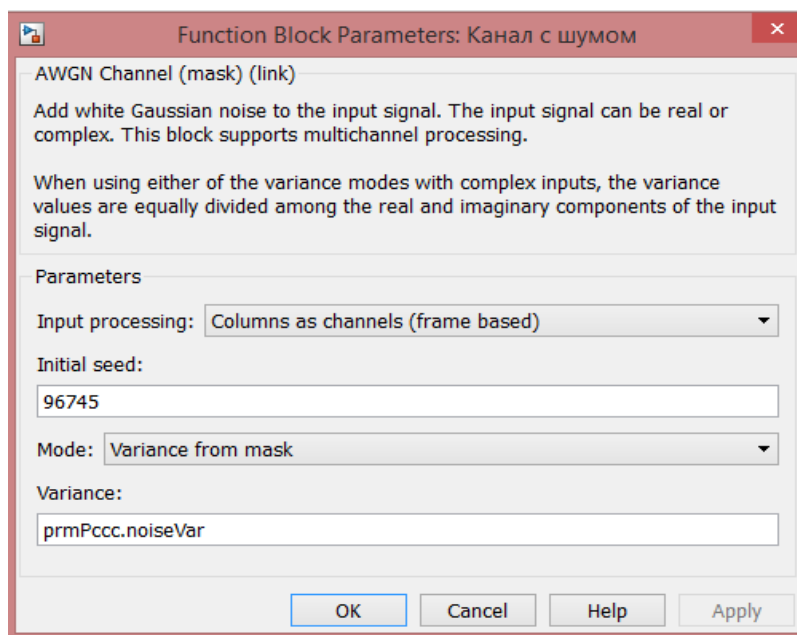 Function Block Parameters: Канал с шумом
AWGN Channel (mask) (link)
Add white Gaussian noise to the input signal. The input signal can be real or
complex. This block supports multichannel processing.
When using either of the variance modes with complex inputs, the variance
values are equally divided among the real and imaginary components of the input
signal.
Parameters
Input processing: Columns as channels (frame based)
Initial seed:
96745
Mode: Variance from mask
Variance:
prmPccc.noiseVar
OK Cancel Help Apply